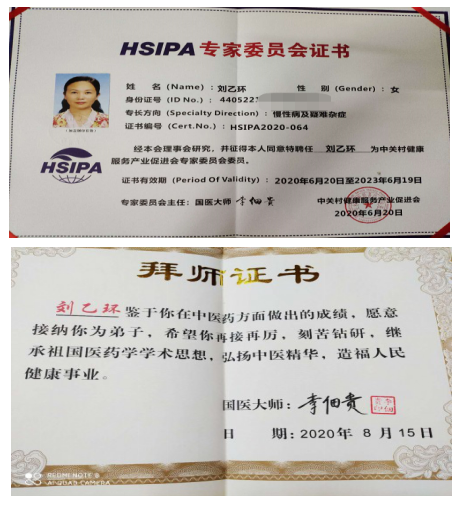 HSIPA专家委员会证书
姓 名 (Name) : 刘乙环 性 别 (Gender) : 女
身份证号 (ID No.) : 44052
专长方向 (Specialty Direction) : 慢性病及疑难杂症
证书编号 (Cert.No.) : HSIPA2020-064
HSIPA
经本会理事会研究,并征得本人同意特聘任 刘乙环 为中关村健康
服务产业促进会专家委员会委员。
证书有效期 (Period Of Validity) : 2020年6月20日至2023年6月19日
专家委员会主任: 国医大师 李佃贵 中关村健康服务产业促进会
2020年6月20日
拜师证书
刘乙环 鉴于你在中医药方面做出的成绩,愿意
接纳你为弟子,希望你再接再厉,刻苦钻研,继
承祖国医药学学术思想,弘扬中医精华,造福人民
健康事业。
国医大师: 李佃贵
日 期: 2020年 8 月 15 日
REDMI NOTE 8
AI QUAD CAMERA